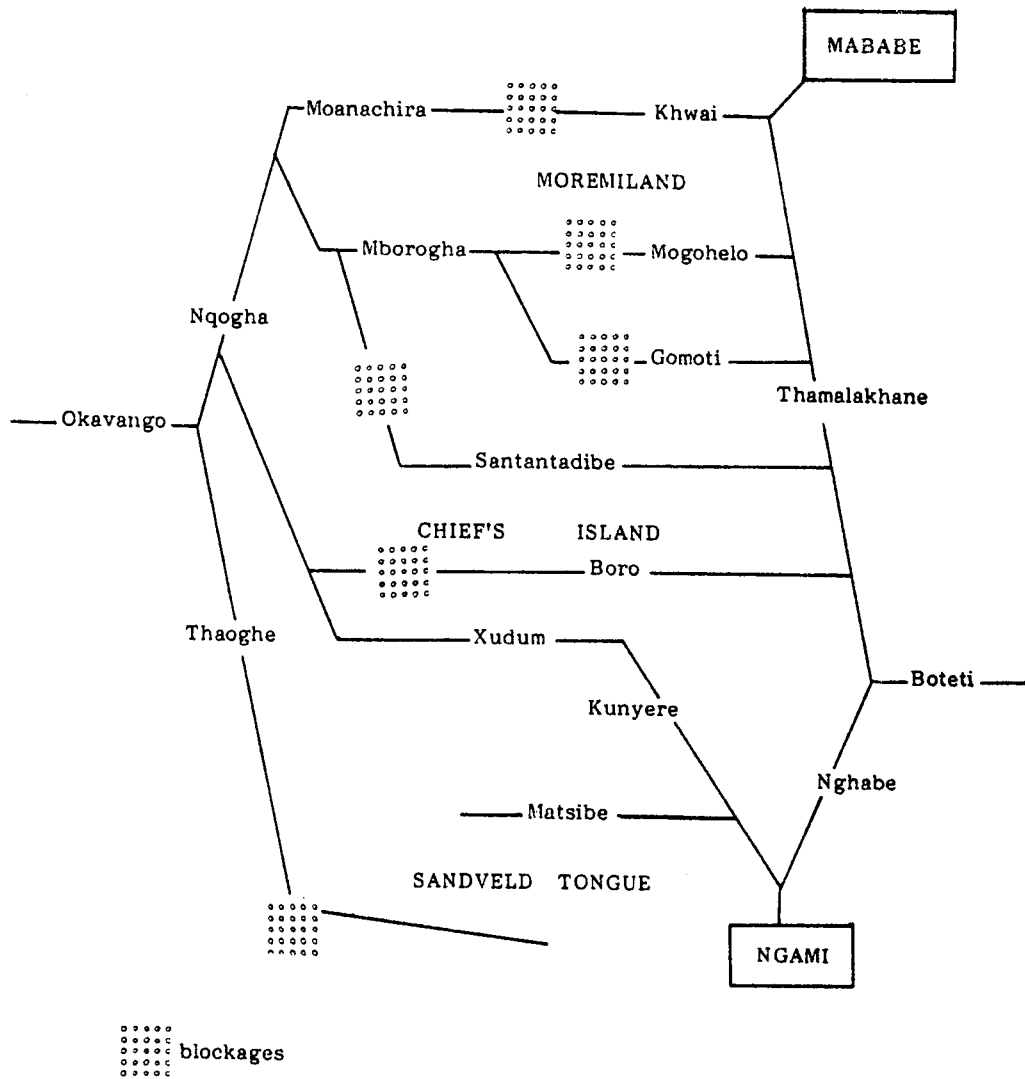 MABABE
Moanachira
Khwai
MOREMILAND
Mborogha
Mogohelo
Nqogha
Gomoti
Thamalakhane
Okavango
Santantadibe
CHIEF'S ISLAND
Boro
Thaoghe
Xudum
Boteti
Kunyere
Nghabe
Matsibe
SANDVELD TONGUE
NGAMI
blockages